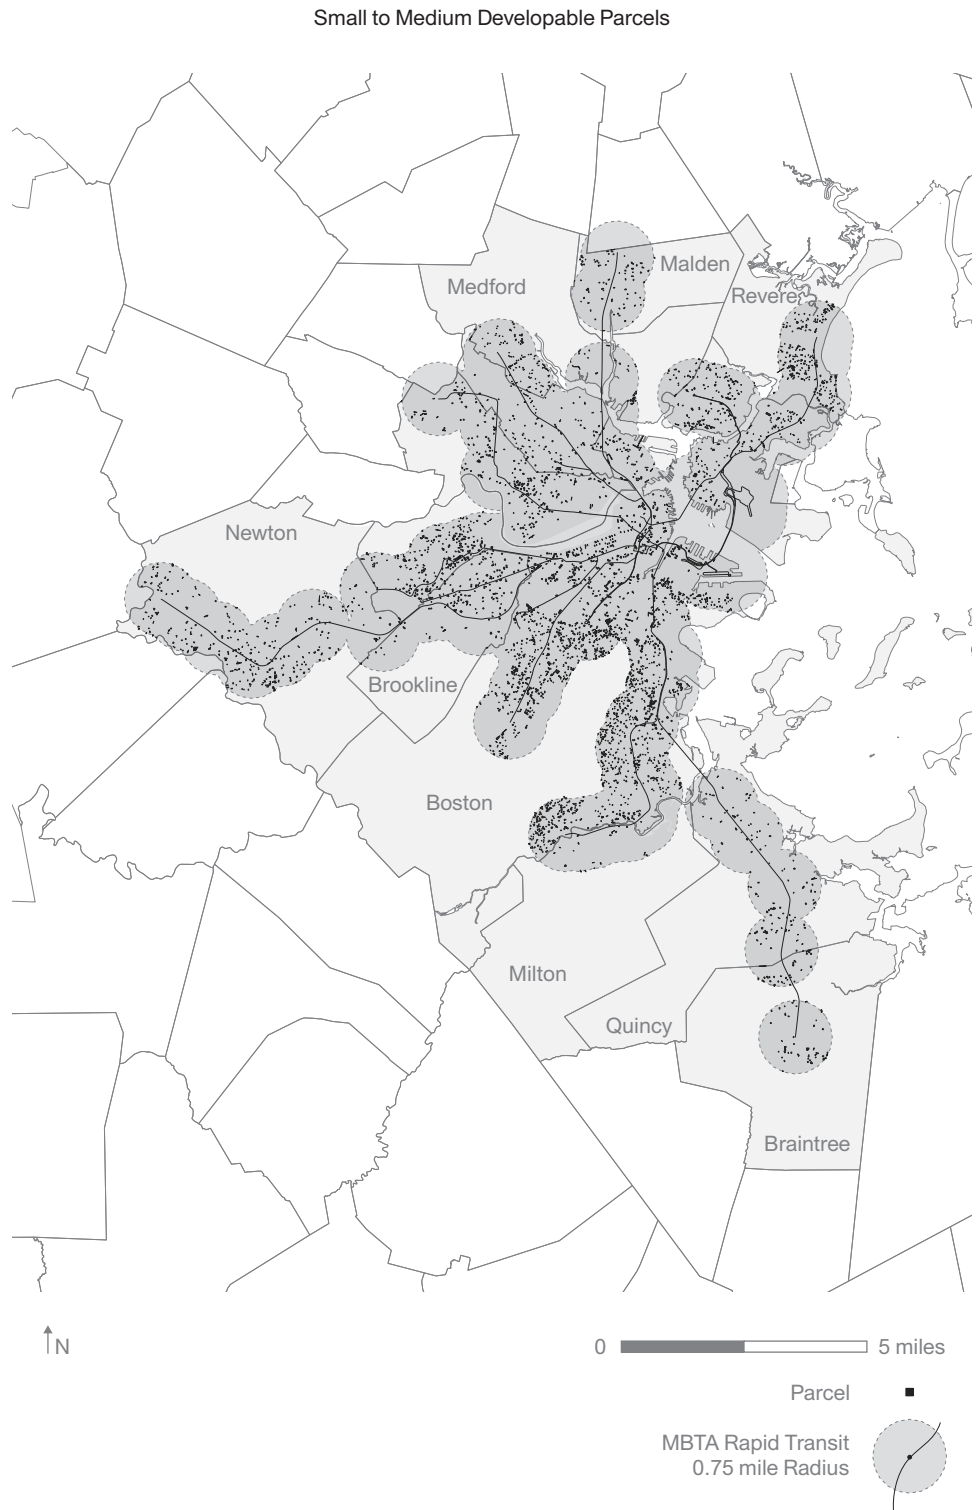 Small to Medium Developable Parcels
Malden
Medford
Revere
Newton
Brookline
Boston
Milton
Quincy
Braintree
N
0
5 miles
Parcel
MBTA Rapid Transit
0.75 mile Radius